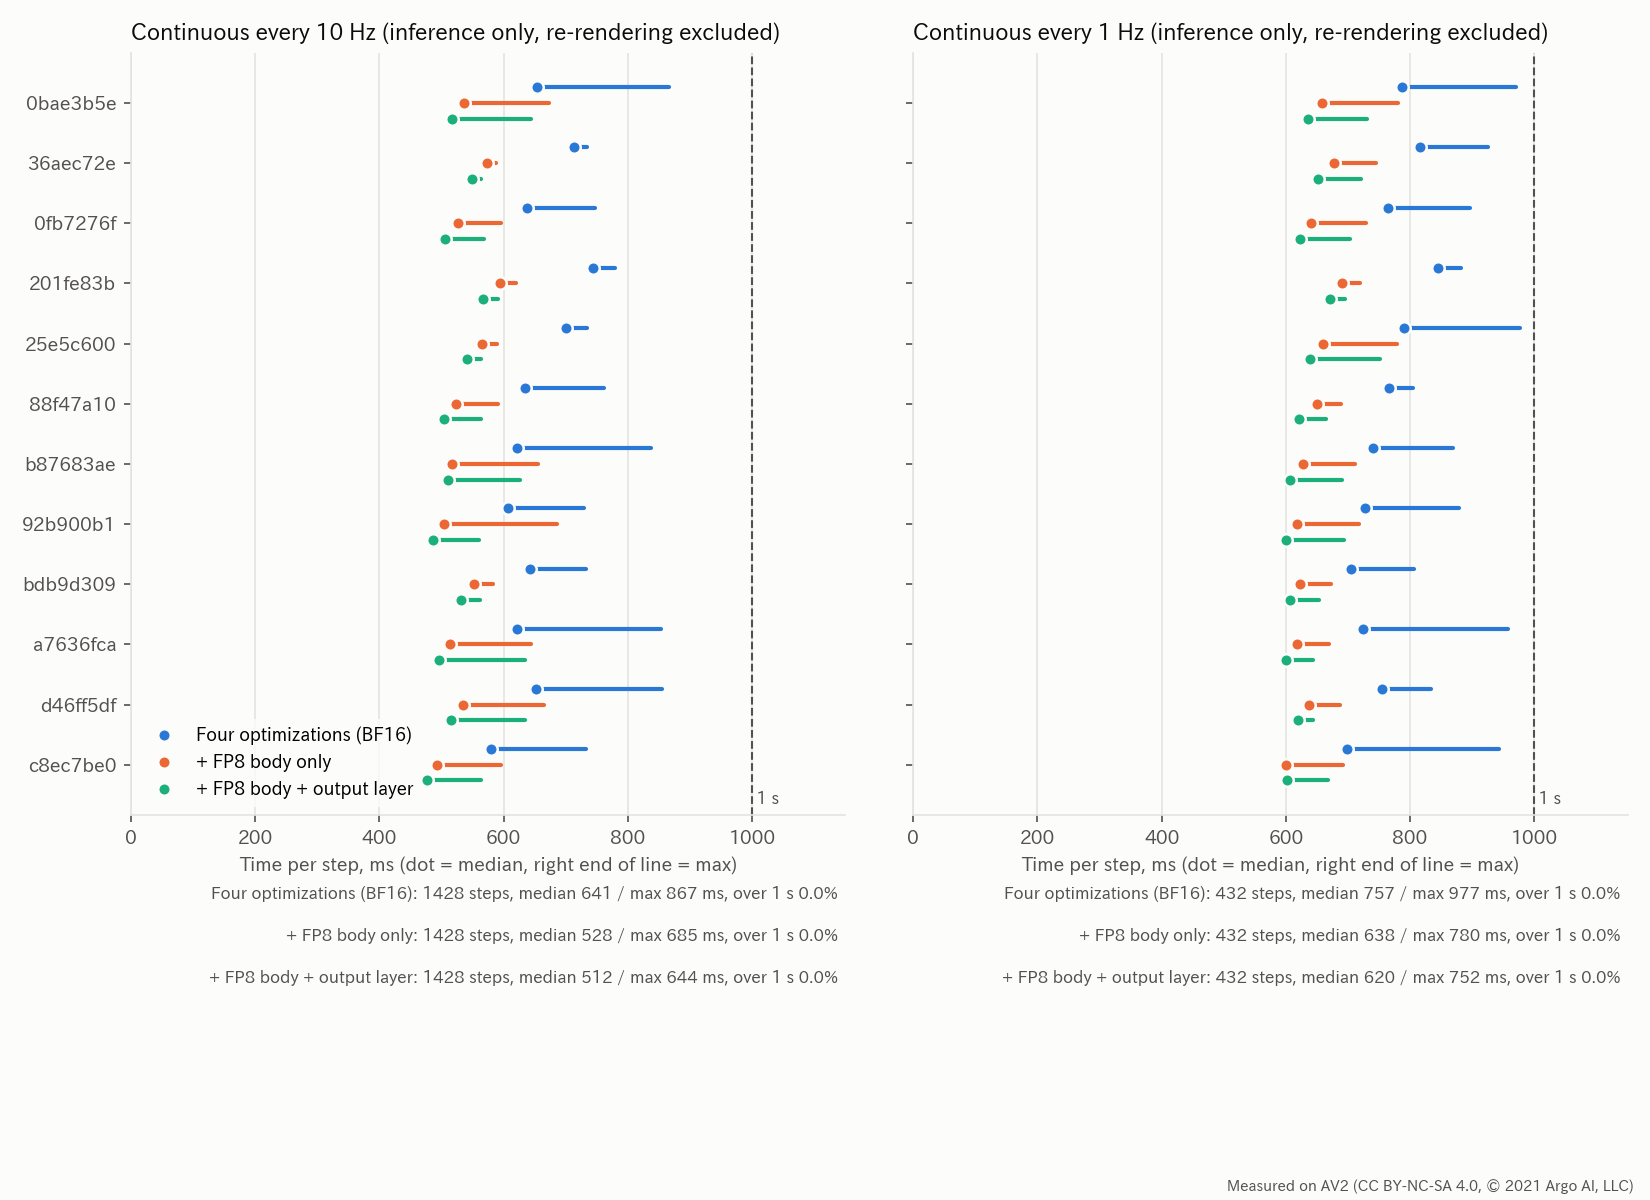 Continuous every 10 Hz (inference only, re-rendering excluded)
0bae3b5e
36aec72e
0fb7276f
201fe83b
25e5c600
88f47a10
b87683ae
92b900b1
bdb9d309
a7636fca
d46ff5df
c8ec7be0
Four optimizations (BF16)
+ FP8 body only
+ FP8 body + output layer
1 s
0 200 400 600 800 1000
Time per step, ms (dot = median, right end of line = max)
Four optimizations (BF16): 1428 steps, median 641 / max 867 ms, over 1 s 0.0%
+ FP8 body only: 1428 steps, median 528 / max 685 ms, over 1 s 0.0%
+ FP8 body + output layer: 1428 steps, median 512 / max 644 ms, over 1 s 0.0%
Continuous every 1 Hz (inference only, re-rendering excluded)
1 s
0 200 400 600 800 1000
Time per step, ms (dot = median, right end of line = max)
Four optimizations (BF16): 432 steps, median 757 / max 977 ms, over 1 s 0.0%
+ FP8 body only: 432 steps, median 638 / max 780 ms, over 1 s 0.0%
+ FP8 body + output layer: 432 steps, median 620 / max 752 ms, over 1 s 0.0%
Measured on AV2 (CC BY-NC-SA 4.0, © 2021 Argo AI, LLC)